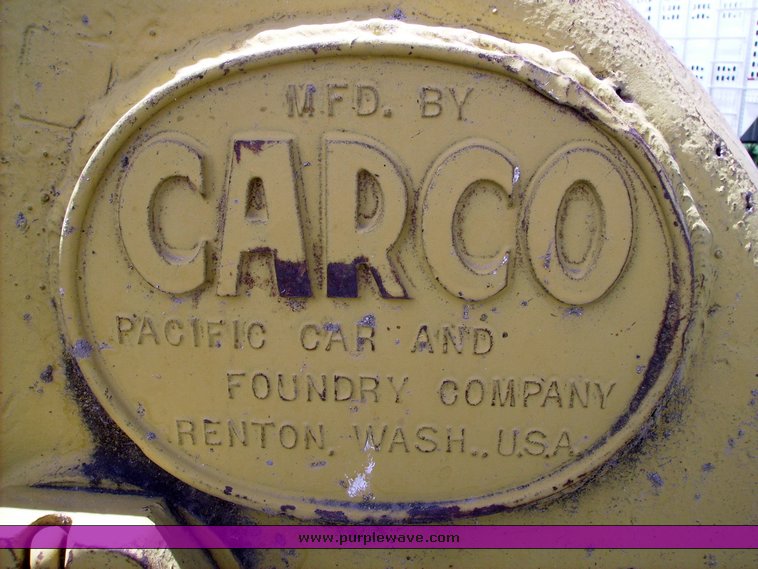 MFD. BY
CARCO
PACIFIC CAR AND
FOUNDRY COMPANY
RENTON, WASH., U.S.A.
www.purplewave.com